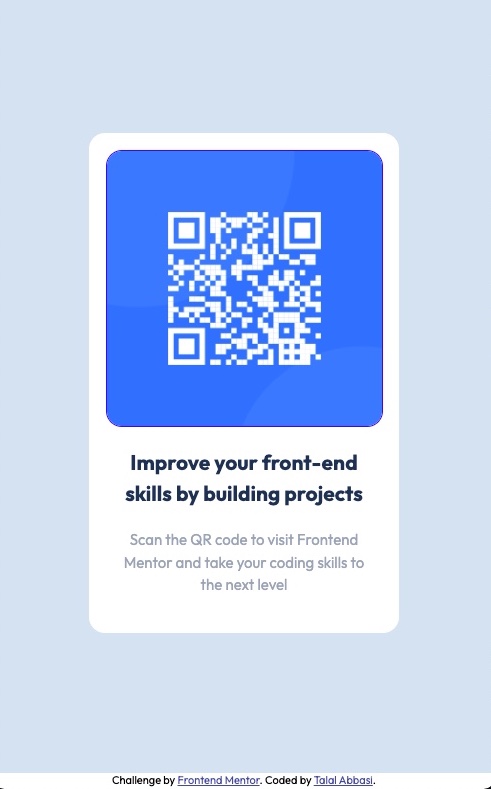 Improve your front-end
skills by building projects
Scan the QR code to visit Frontend
Mentor and take your coding skills to
the next level
Challenge by Frontend Mentor. Coded by Talal Abbasi.